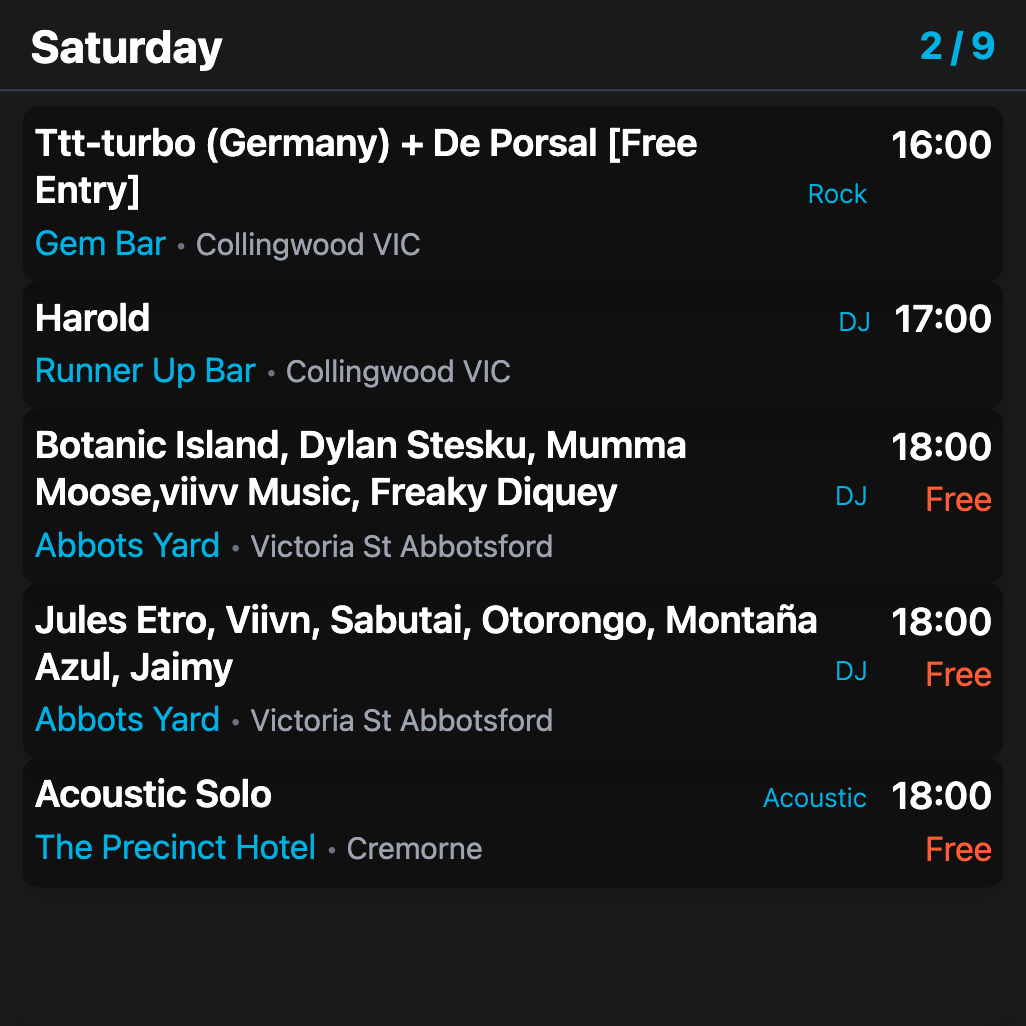 Saturday 2 / 9
Ttt-turbo (Germany) + De Porsal [Free 16:00
Entry] Rock
Gem Bar • Collingwood VIC
Harold DJ 17:00
Runner Up Bar • Collingwood VIC
Botanic Island, Dylan Stesku, Mumma 18:00
Moose,viivv Music, Freaky Diquey DJ Free
Abbots Yard • Victoria St Abbotsford
Jules Etro, Viivn, Sabutai, Otorongo, Montaña 18:00
Azul, Jaimy DJ Free
Abbots Yard • Victoria St Abbotsford
Acoustic Solo Acoustic 18:00
The Precinct Hotel • Cremorne Free